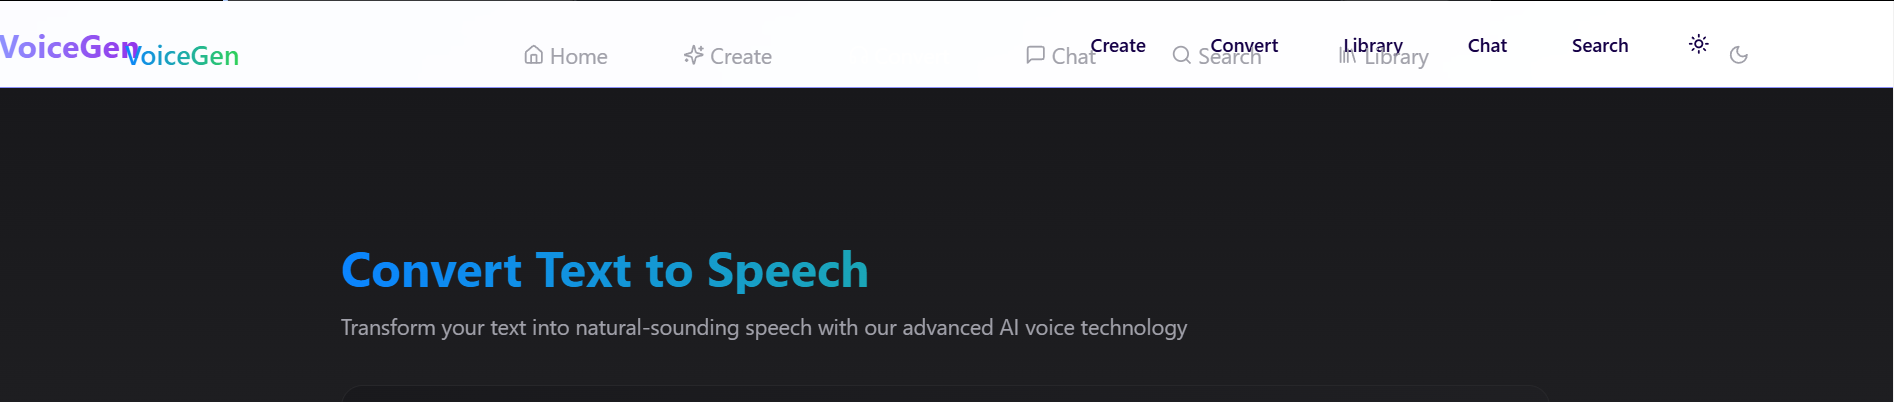 VoiceGen
VoiceGen
Home Create Chat Search Library
Create Convert Library Chat Search
Convert Text to Speech
Transform your text into natural-sounding speech with our advanced AI voice technology